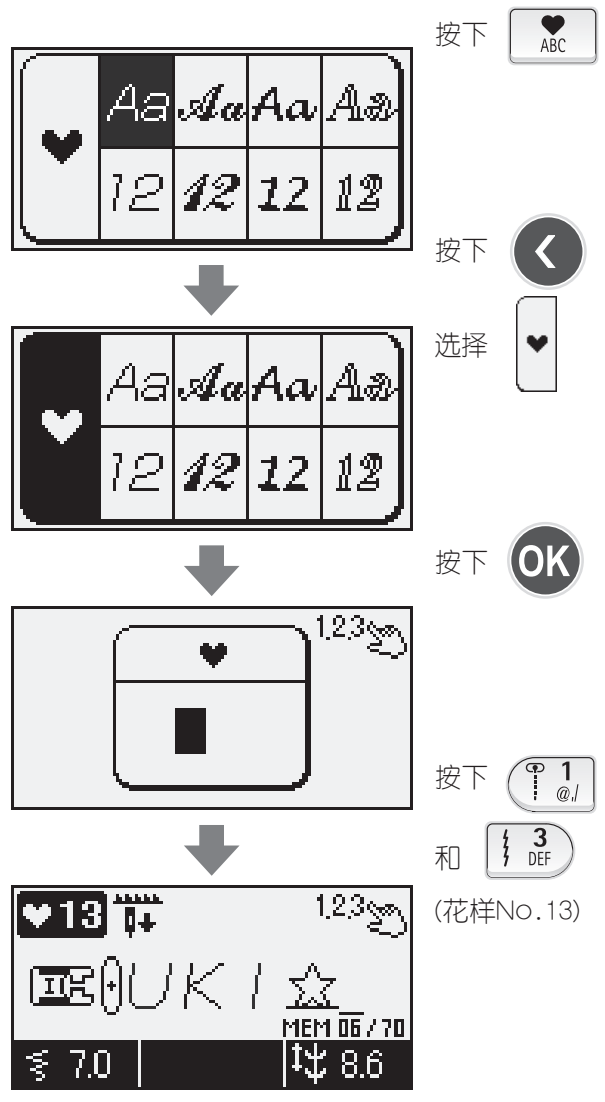 按下 ABC
Aa Aa Aa Aa
12 12 12 12
按下
选择
Aa Aa Aa Aa
12 12 12 12
按下 OK
1,2,3
按下 1 @./
和 3 DEF
(花样No.13)
13 1,2,3
UKI
MEM 06/70
7.0 8.6